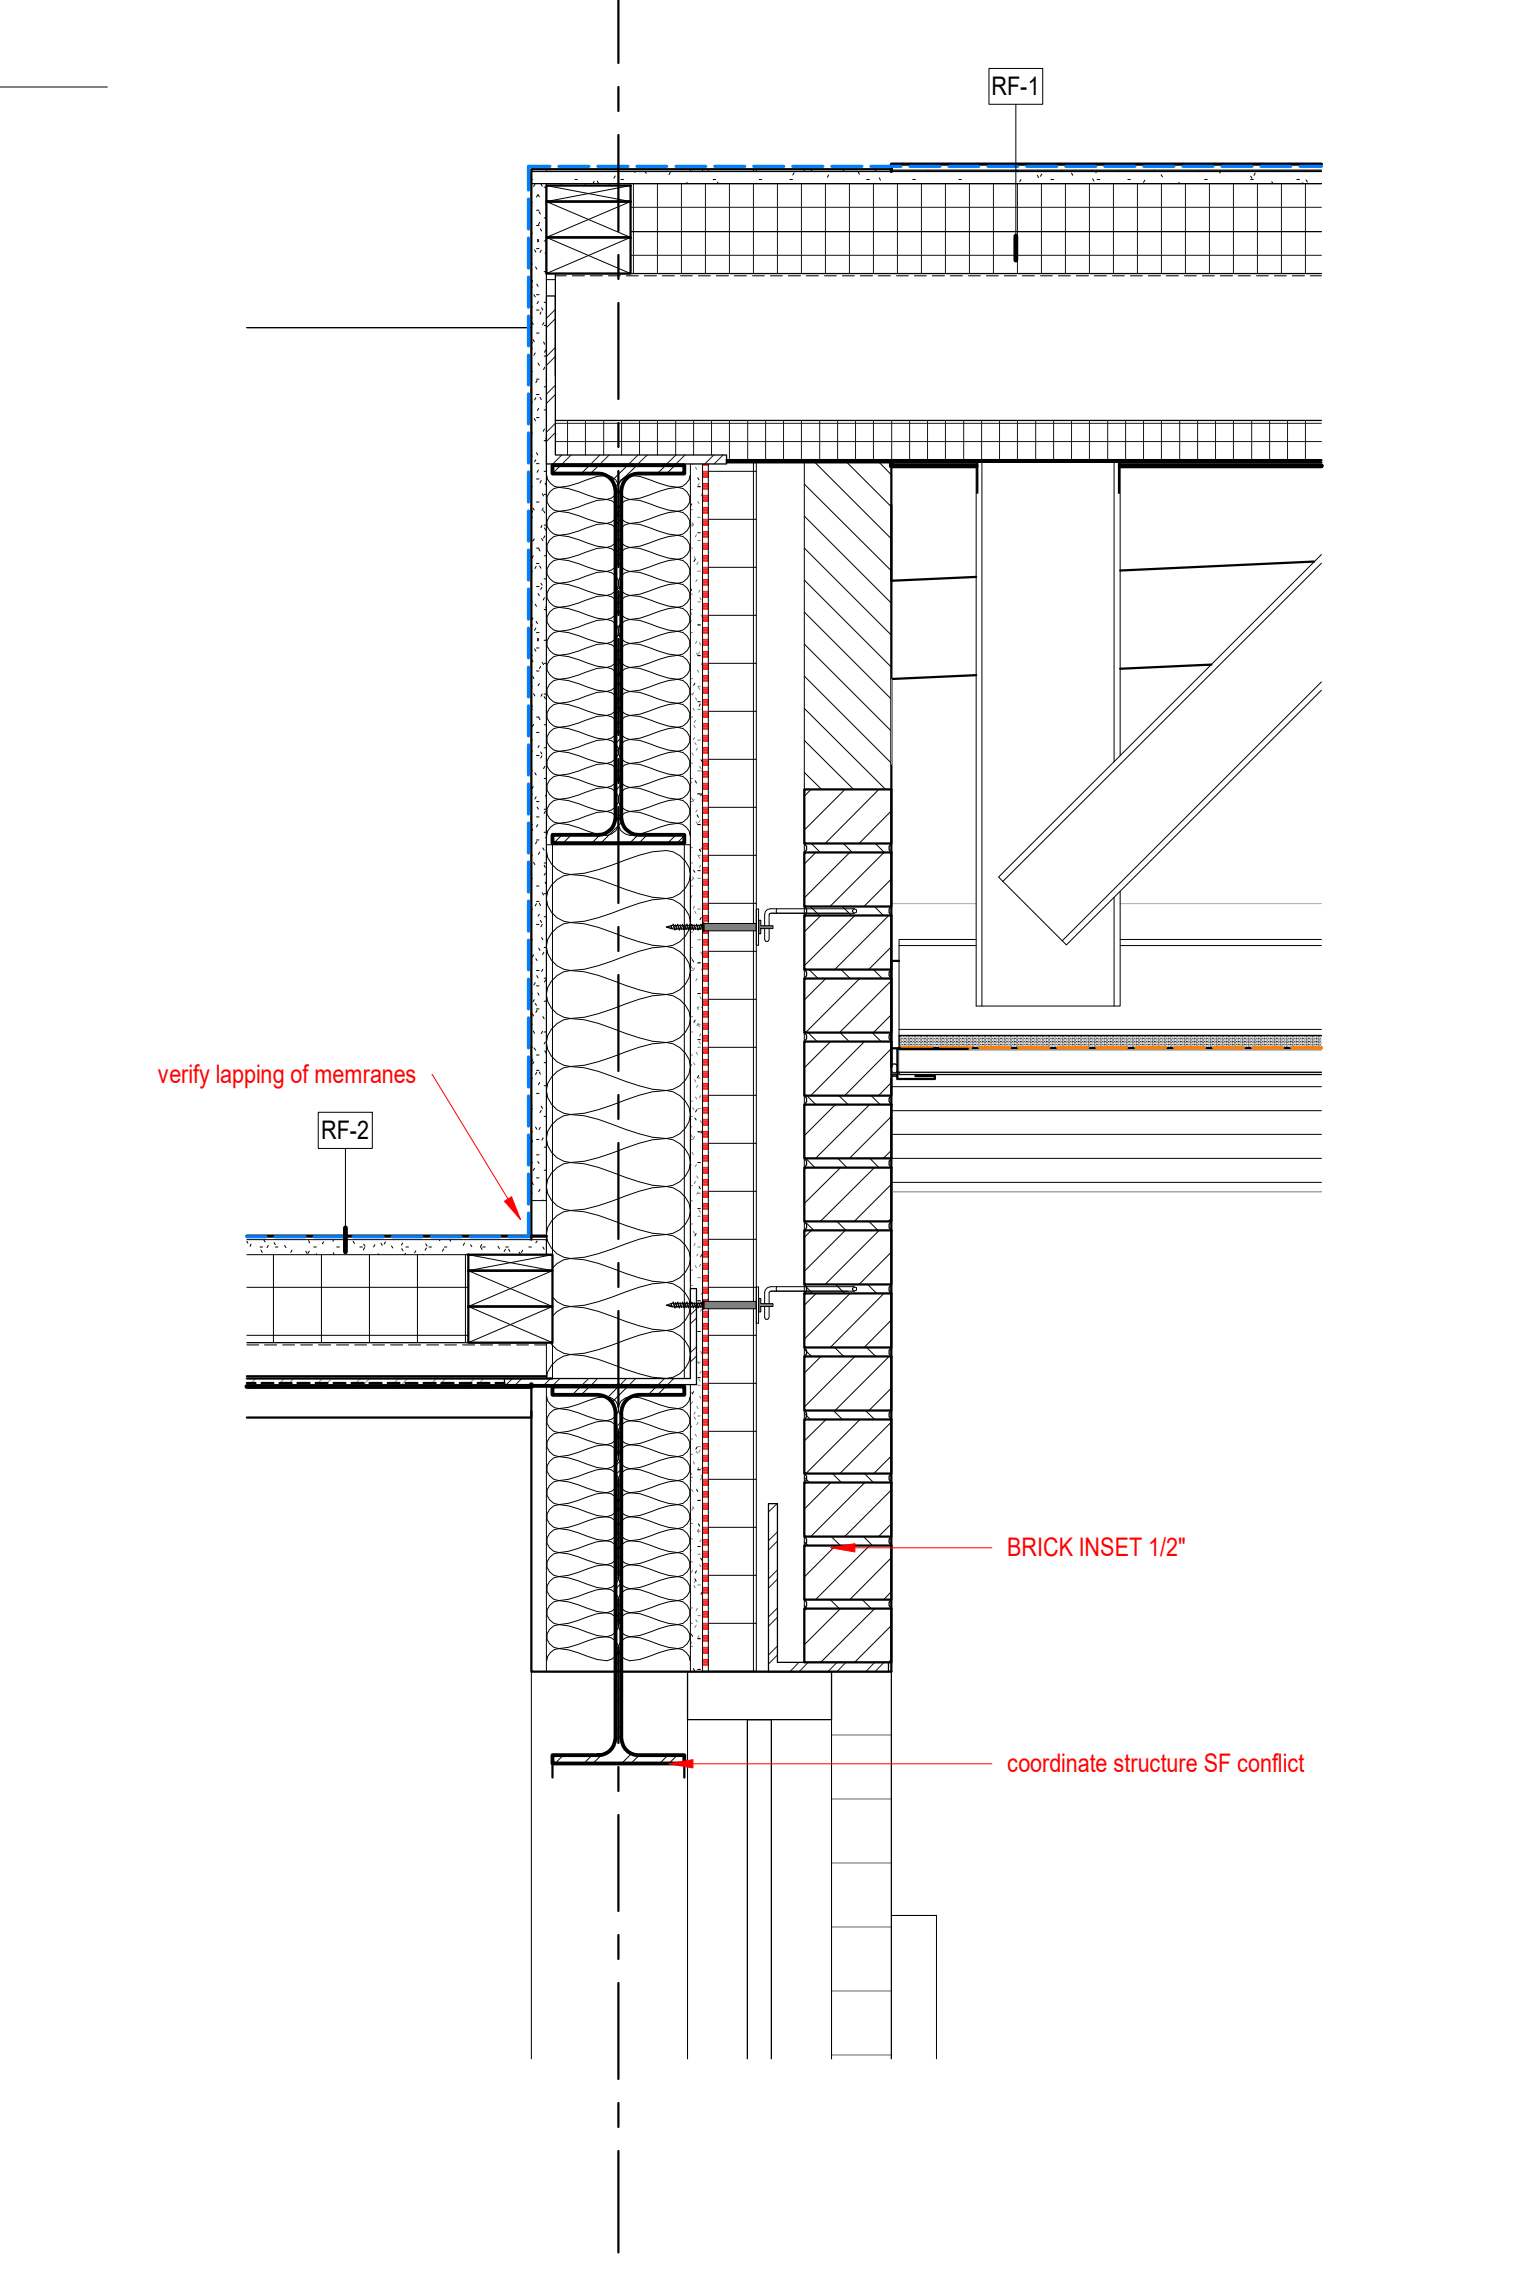 RF-1
verify lapping of memranes
RF-2
BRICK INSET 1/2"
coordinate structure SF conflict